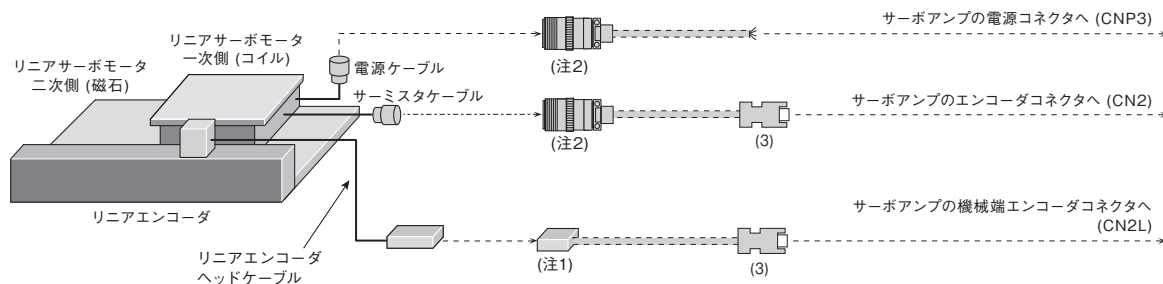 サーボアンプの電源コネクタへ (CNP3)
リニアサーボモータ
一次側 (コイル)
リニアサーボモータ
二次側 (磁石)
電源ケーブル
(注2)
サーミスタケーブル
サーボアンプのエンコーダコネクタへ (CN2)
(注2)
(3)
リニアエンコーダ
サーボアンプの機械端エンコーダコネクタへ
(CN2L)
リニアエンコーダ
ヘッドケーブル
(注1)
(3)